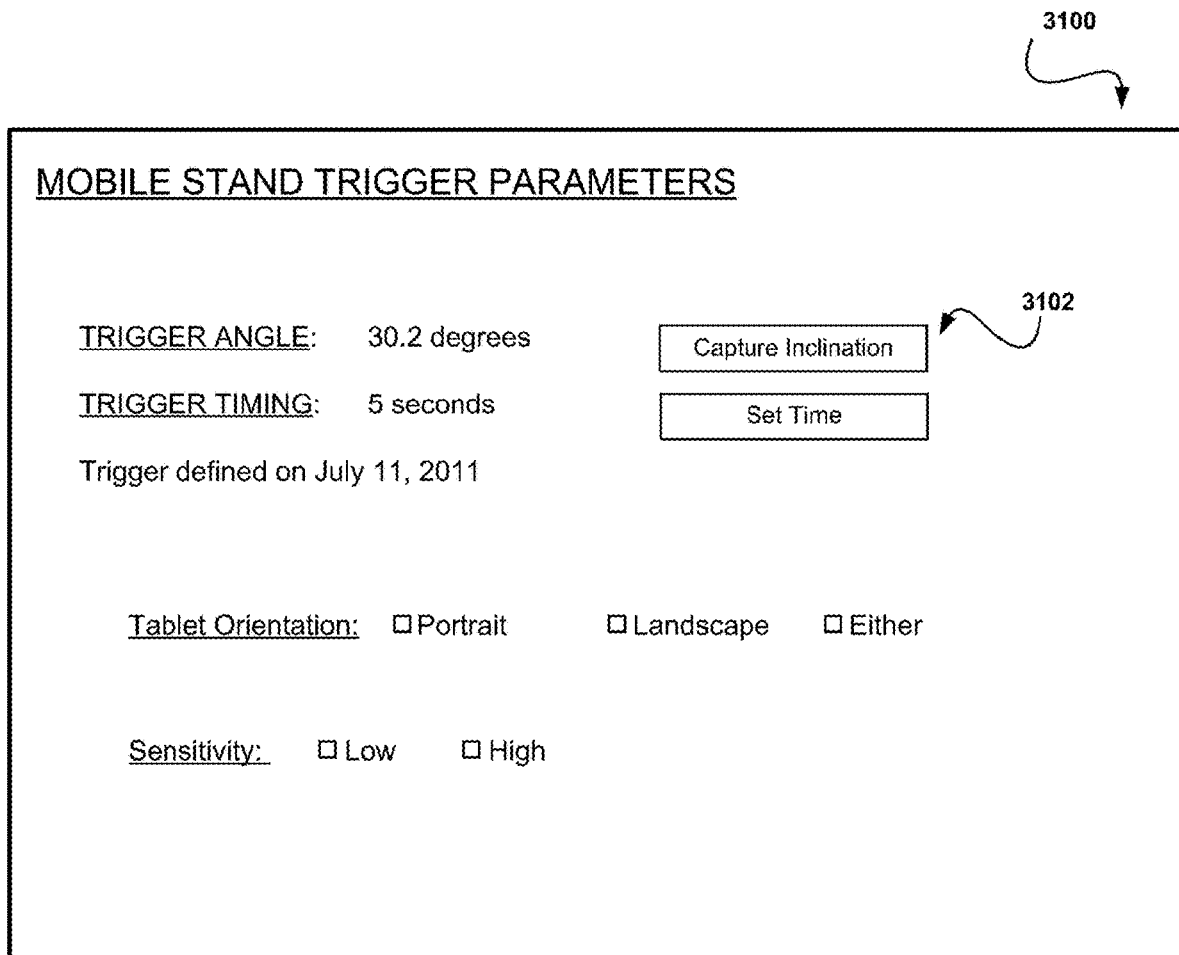 3100
MOBILE STAND TRIGGER PARAMETERS
3102
TRIGGER ANGLE: 30.2 degrees Capture Inclination
TRIGGER TIMING: 5 seconds Set Time
Trigger defined on July 11, 2011
Tablet Orientation: Portrait Landscape Either
Sensitivity: Low High